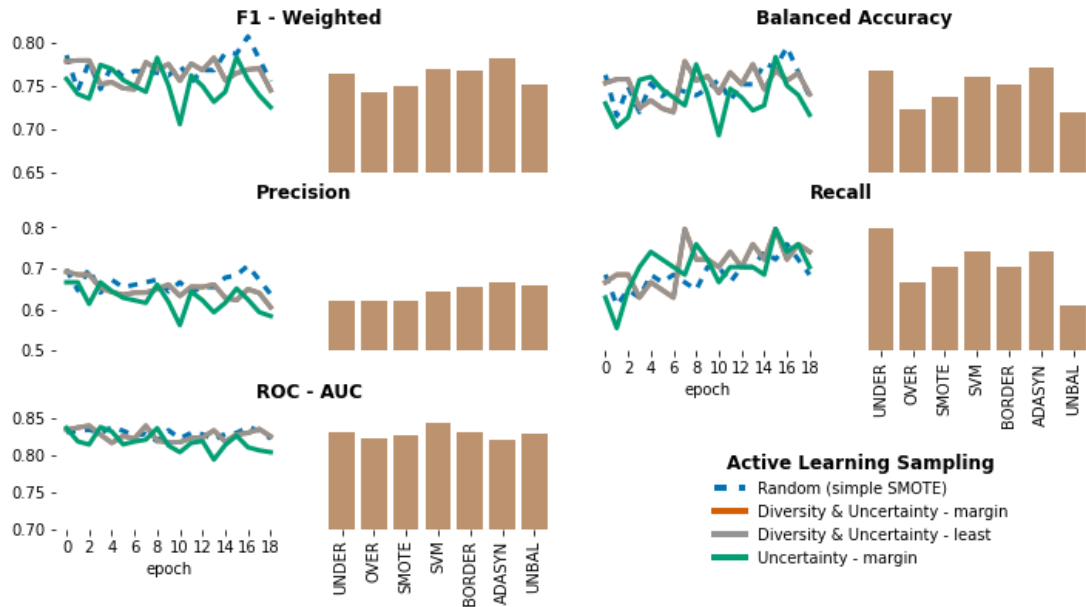 F1 - Weighted
0.80
0.75
0.70
0.65
Balanced Accuracy
Precision
0.8
0.7
0.6
0.5
Recall
0 2 4 6 8 10 12 14 16 18
epoch
UNDER
OVER
SMOTE
SVM
BORDER
ADASYN
UNBAL
ROC - AUC
0.85
0.80
0.75
0.70
0 2 4 6 8 10 12 14 16 18
epoch
UNDER
OVER
SMOTE
SVM
BORDER
ADASYN
UNBAL
Active Learning Sampling
Random (simple SMOTE)
Diversity & Uncertainty - margin
Diversity & Uncertainty - least
Uncertainty - margin